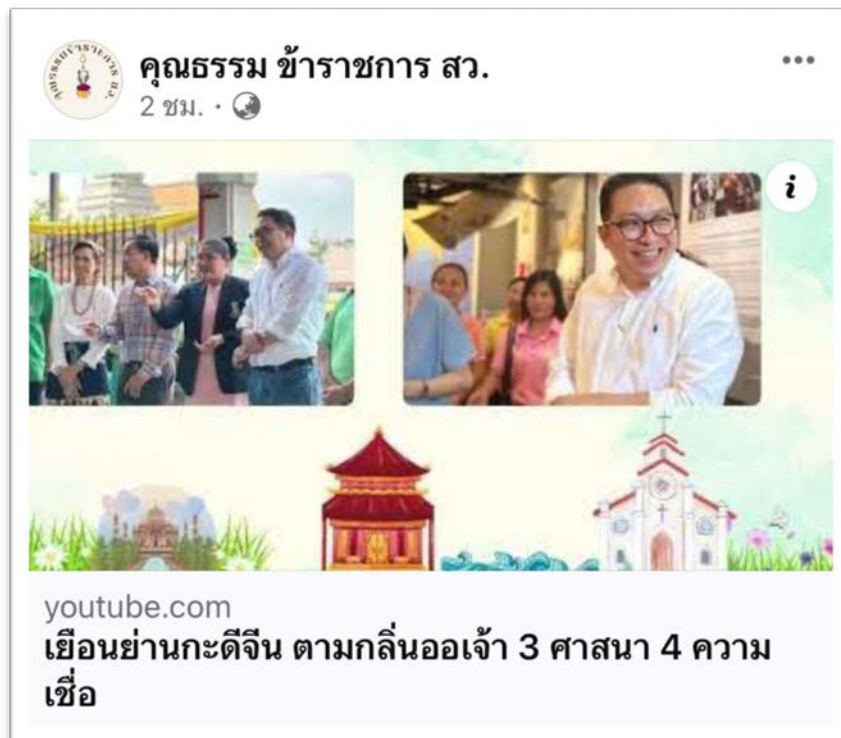 คุณธรรม ข้าราชการ สว.
2 ชม. ·
youtube.com
เยือนย่านกะดีจีน ตามกลิ่นออเจ้า 3 ศาสนา 4 ความ
เชื่อ